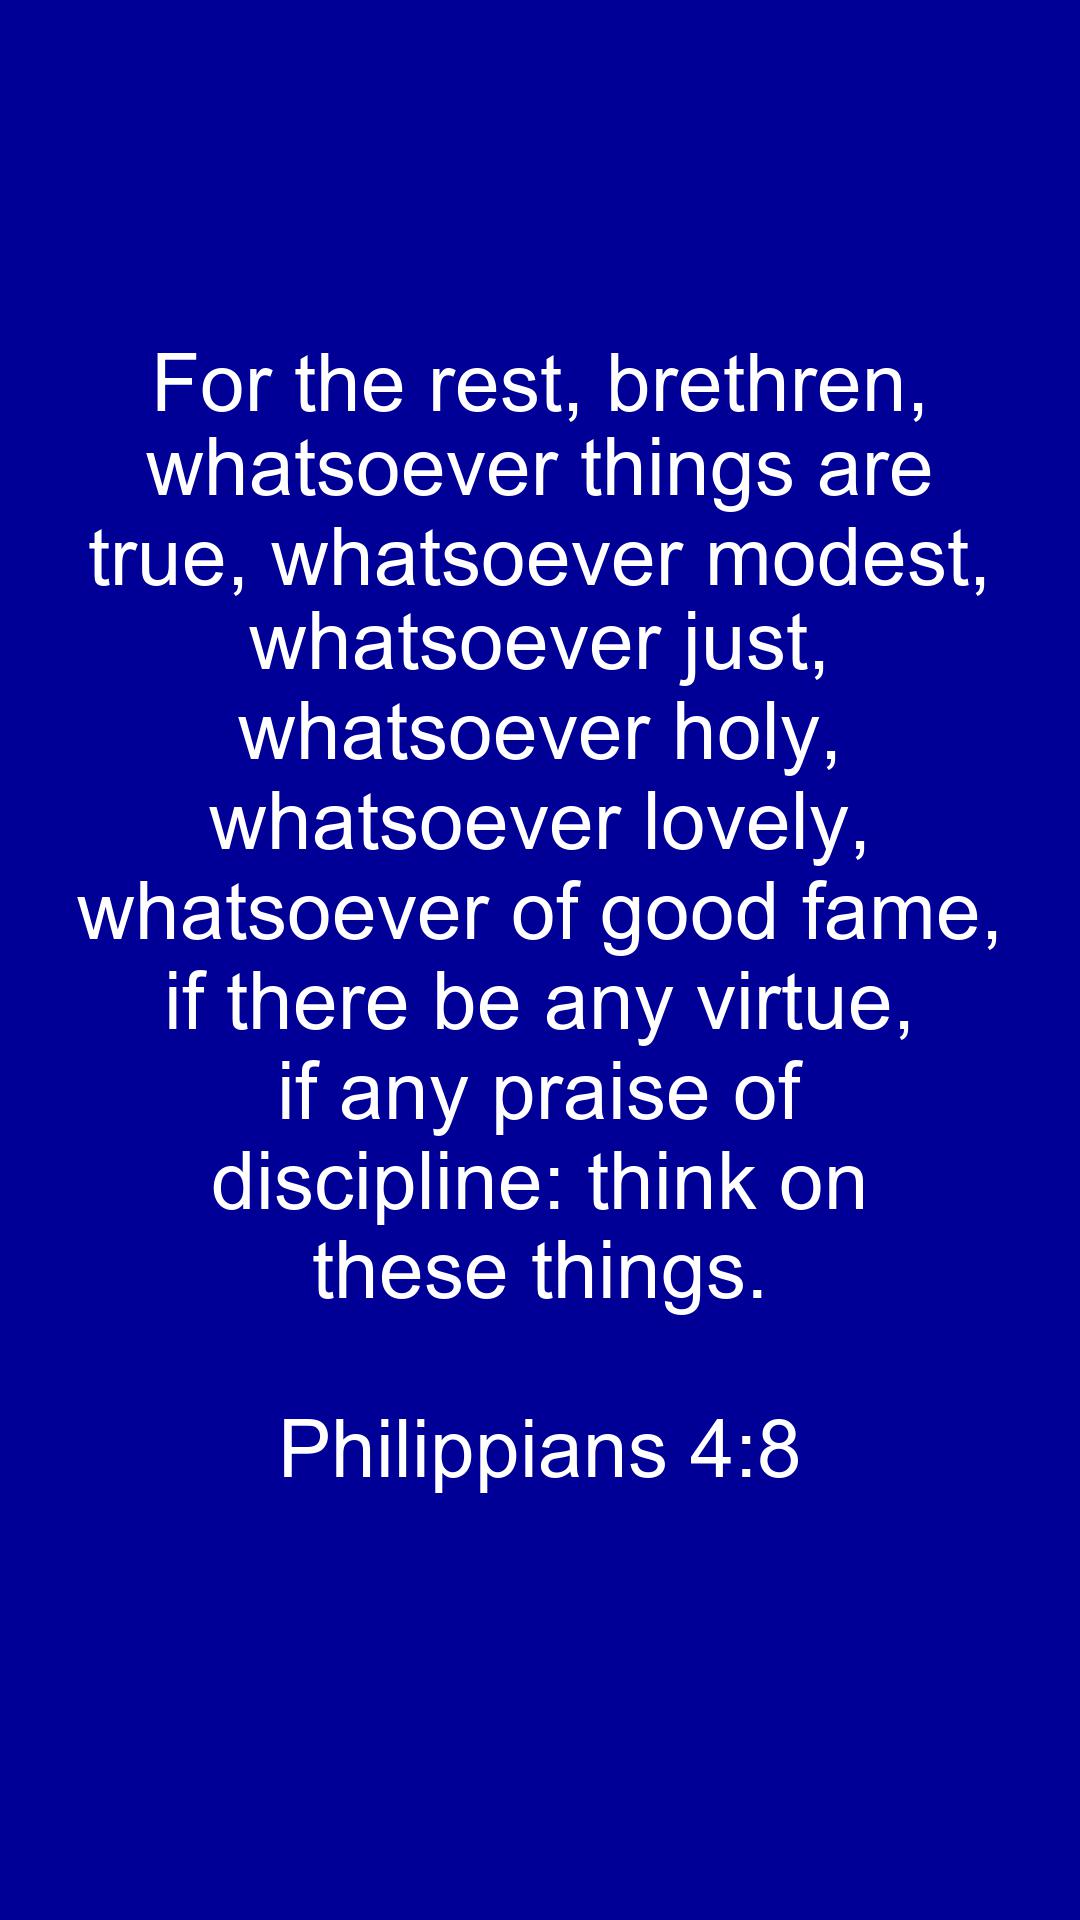 For the rest, brethren,
whatsoever things are
true, whatsoever modest,
whatsoever just,
whatsoever holy,
whatsoever lovely,
whatsoever of good fame,
if there be any virtue,
if any praise of
discipline: think on
these things.
Philippians 4:8